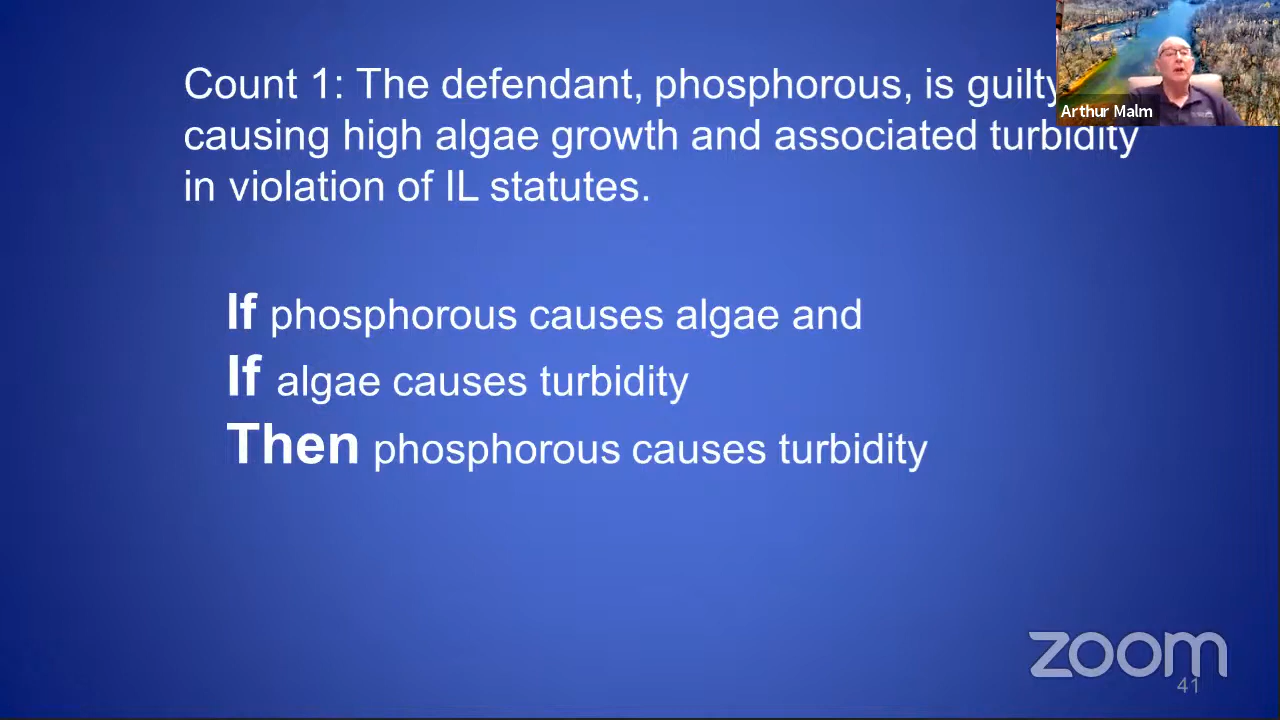 Count 1: The defendant, phosphorous, is guilty
causing high algae growth and associated turbidity
in violation of IL statutes.
If phosphorous causes algae and
If algae causes turbidity
Then phosphorous causes turbidity
Arthur Malm
zoom
41